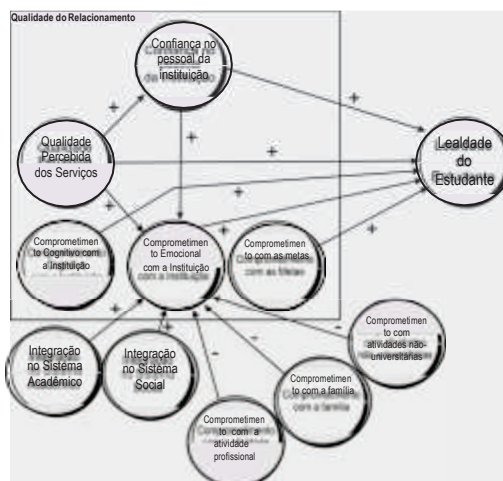 Qualidade do Relacionamento
Confiança no
pessoal da
instituição
+
+
Qualidade
Percebida
dos Serviços
+
+
Lealdade
do
Estudante
+
+
+
+
Comprometimen
to Cognitivo com
a Instituição
Comprometimen
to Emocional
com a Instituição
Comprometimen
to com as metas
+
+
-
-
-
Integração
no Sistema
Acadêmico
Integração
no Sistema
Social
Comprometimen
to com a
atividade
profissional
Comprometimen
to com a família
Comprometimen
to com
atividades não-
universitárias